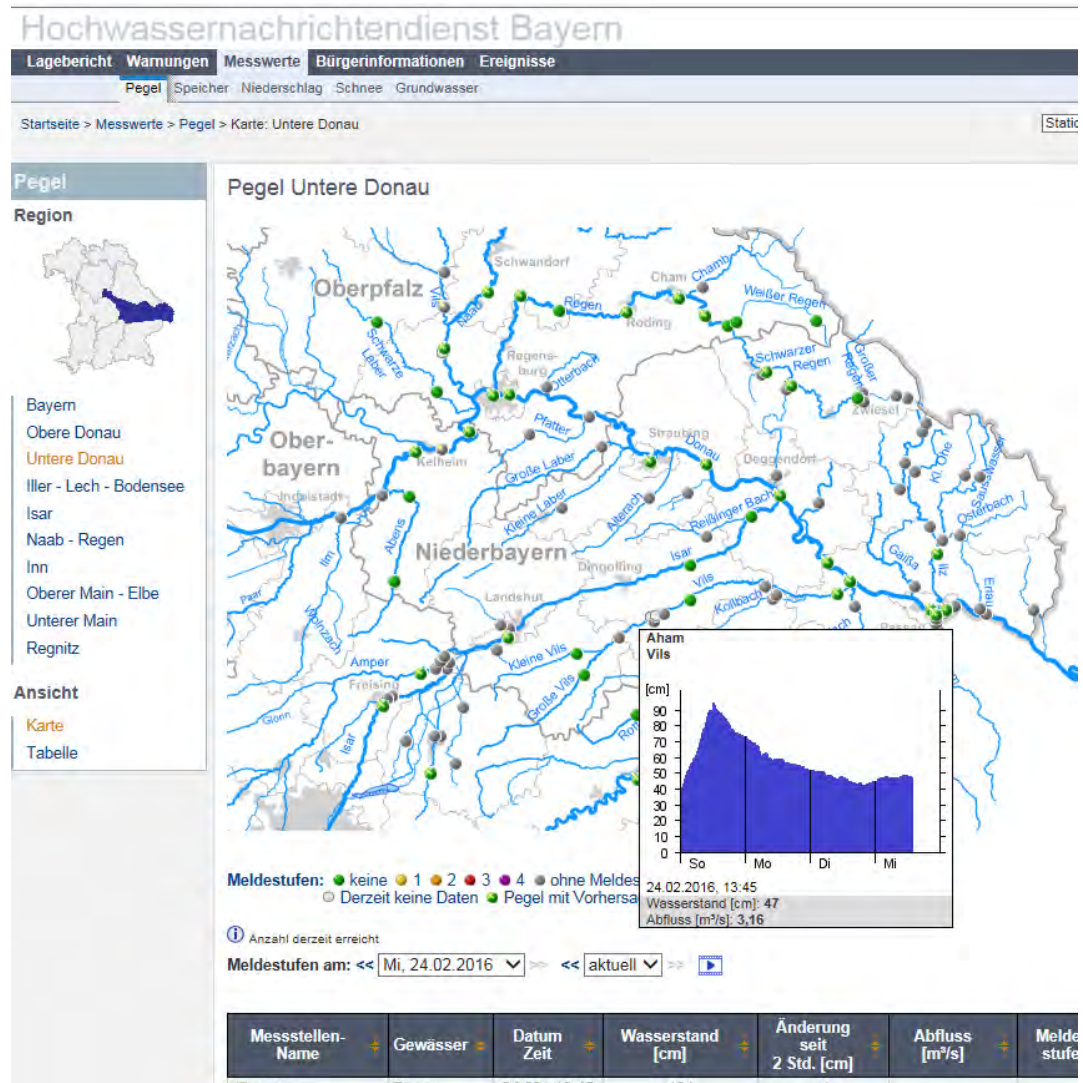 Hochwassernachrichtendienst Bayern
Lagebericht Warnungen Messwerte Bürgerinformationen Ereignisse
Pegel Speicher Niederschlag Schnee Grundwasser
Startseite > Messwerte > Pegel > Karte: Untere Donau
Pegel
Region
Bayern
Obere Donau
Untere Donau
Iller - Lech - Bodensee
Isar
Naab - Regen
Inn
Oberer Main - Elbe
Unterer Main
Regnitz
Ansicht
Karte
Tabelle
Pegel Untere Donau
Schwandorf
Oberpfalz
Vils
Naab
Cham
Chamb
Weißer Regen
Regen
Roding
Schwarze Laber
Regens-
burg
Otterbach
Schwarzer Regen
Großer Regen
Zwiesel
Pfatter
Ober-
bayern
Kelheim
Straubing
Donau
Deggendorf
Große Laber
Kl. Ohe
Sausswasser
Ingolstadt
Kleine Laber
Aiterach
Reißinger Bach
Osterbach
Abens
Niederbayern
Isar
Dingolfing
Gaißa
Ilz
Ilm
Paar
Wolnzach
Landshut
Vils
Kollbach
Erlau
Amper
Kleine Vils
Freising
Große Vils
Glonn
Isar
Aham
Vils
[cm]
90
80
70
60
50
40
30
20
10
0
So Mo Di Mi
24.02.2016, 13:45
Wasserstand [cm]: 47
Abfluss [m³/s]: 3,16
Meldestufen: keine 1 2 3 4 ohne Meldes
Derzeit keine Daten Pegel mit Vorhersa
Anzahl derzeit erreicht
Meldestufen am: << Mi, 24.02.2016 >> << aktuell >>
Messstellen-
Name
Gewässer
Datum
Zeit
Wasserstand
[cm]
Änderung
seit
2 Std. [cm]
Abfluss
[m³/s]
Melde
stufe